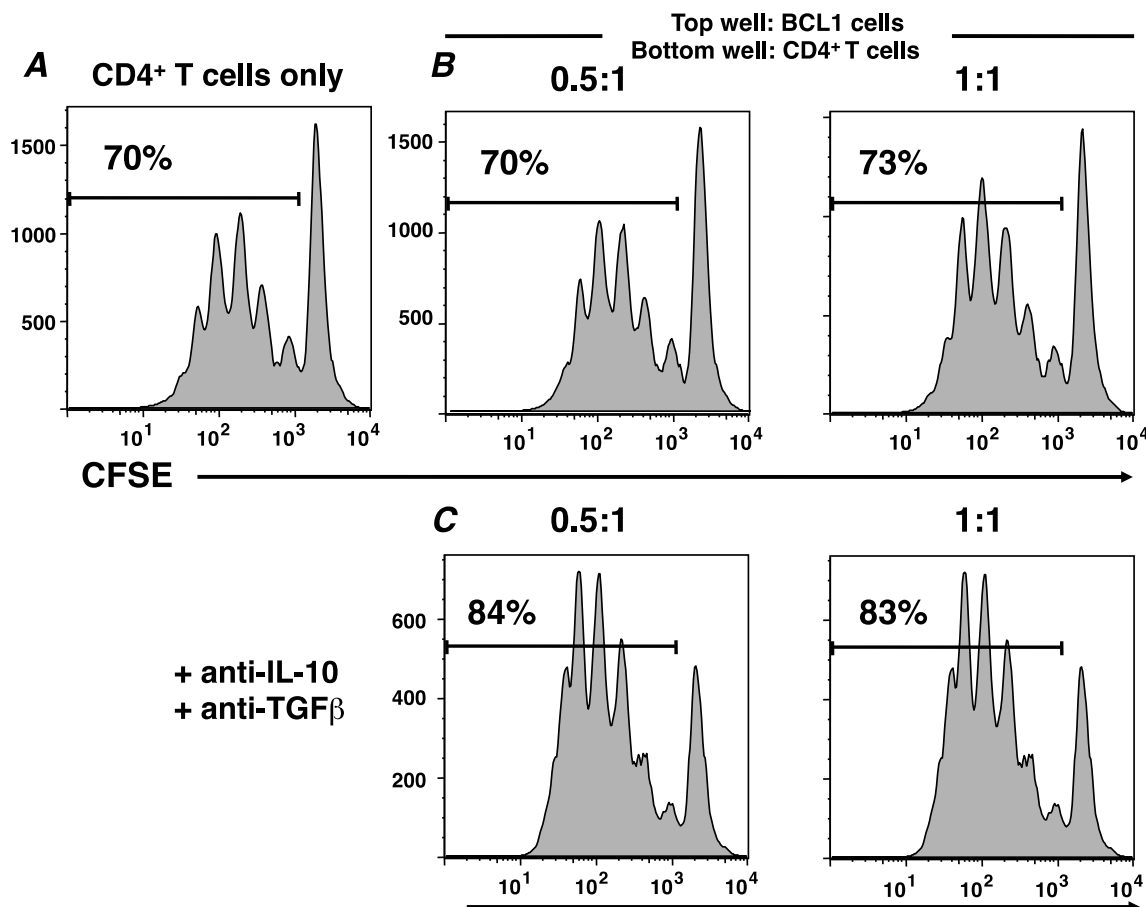 Top well: BCL1 cells
Bottom well: CD4⁺ T cells
A CD4⁺ T cells only
B 0.5:1 1:1
1500
1000
500
70%
10¹ 10² 10³ 10⁴
1500
1000
500
70%
10¹ 10² 10³ 10⁴
73%
10¹ 10² 10³ 10⁴
CFSE
C 0.5:1 1:1
+ anti-IL-10
+ anti-TGFβ
600
400
200
84%
10¹ 10² 10³ 10⁴
83%
10¹ 10² 10³ 10⁴